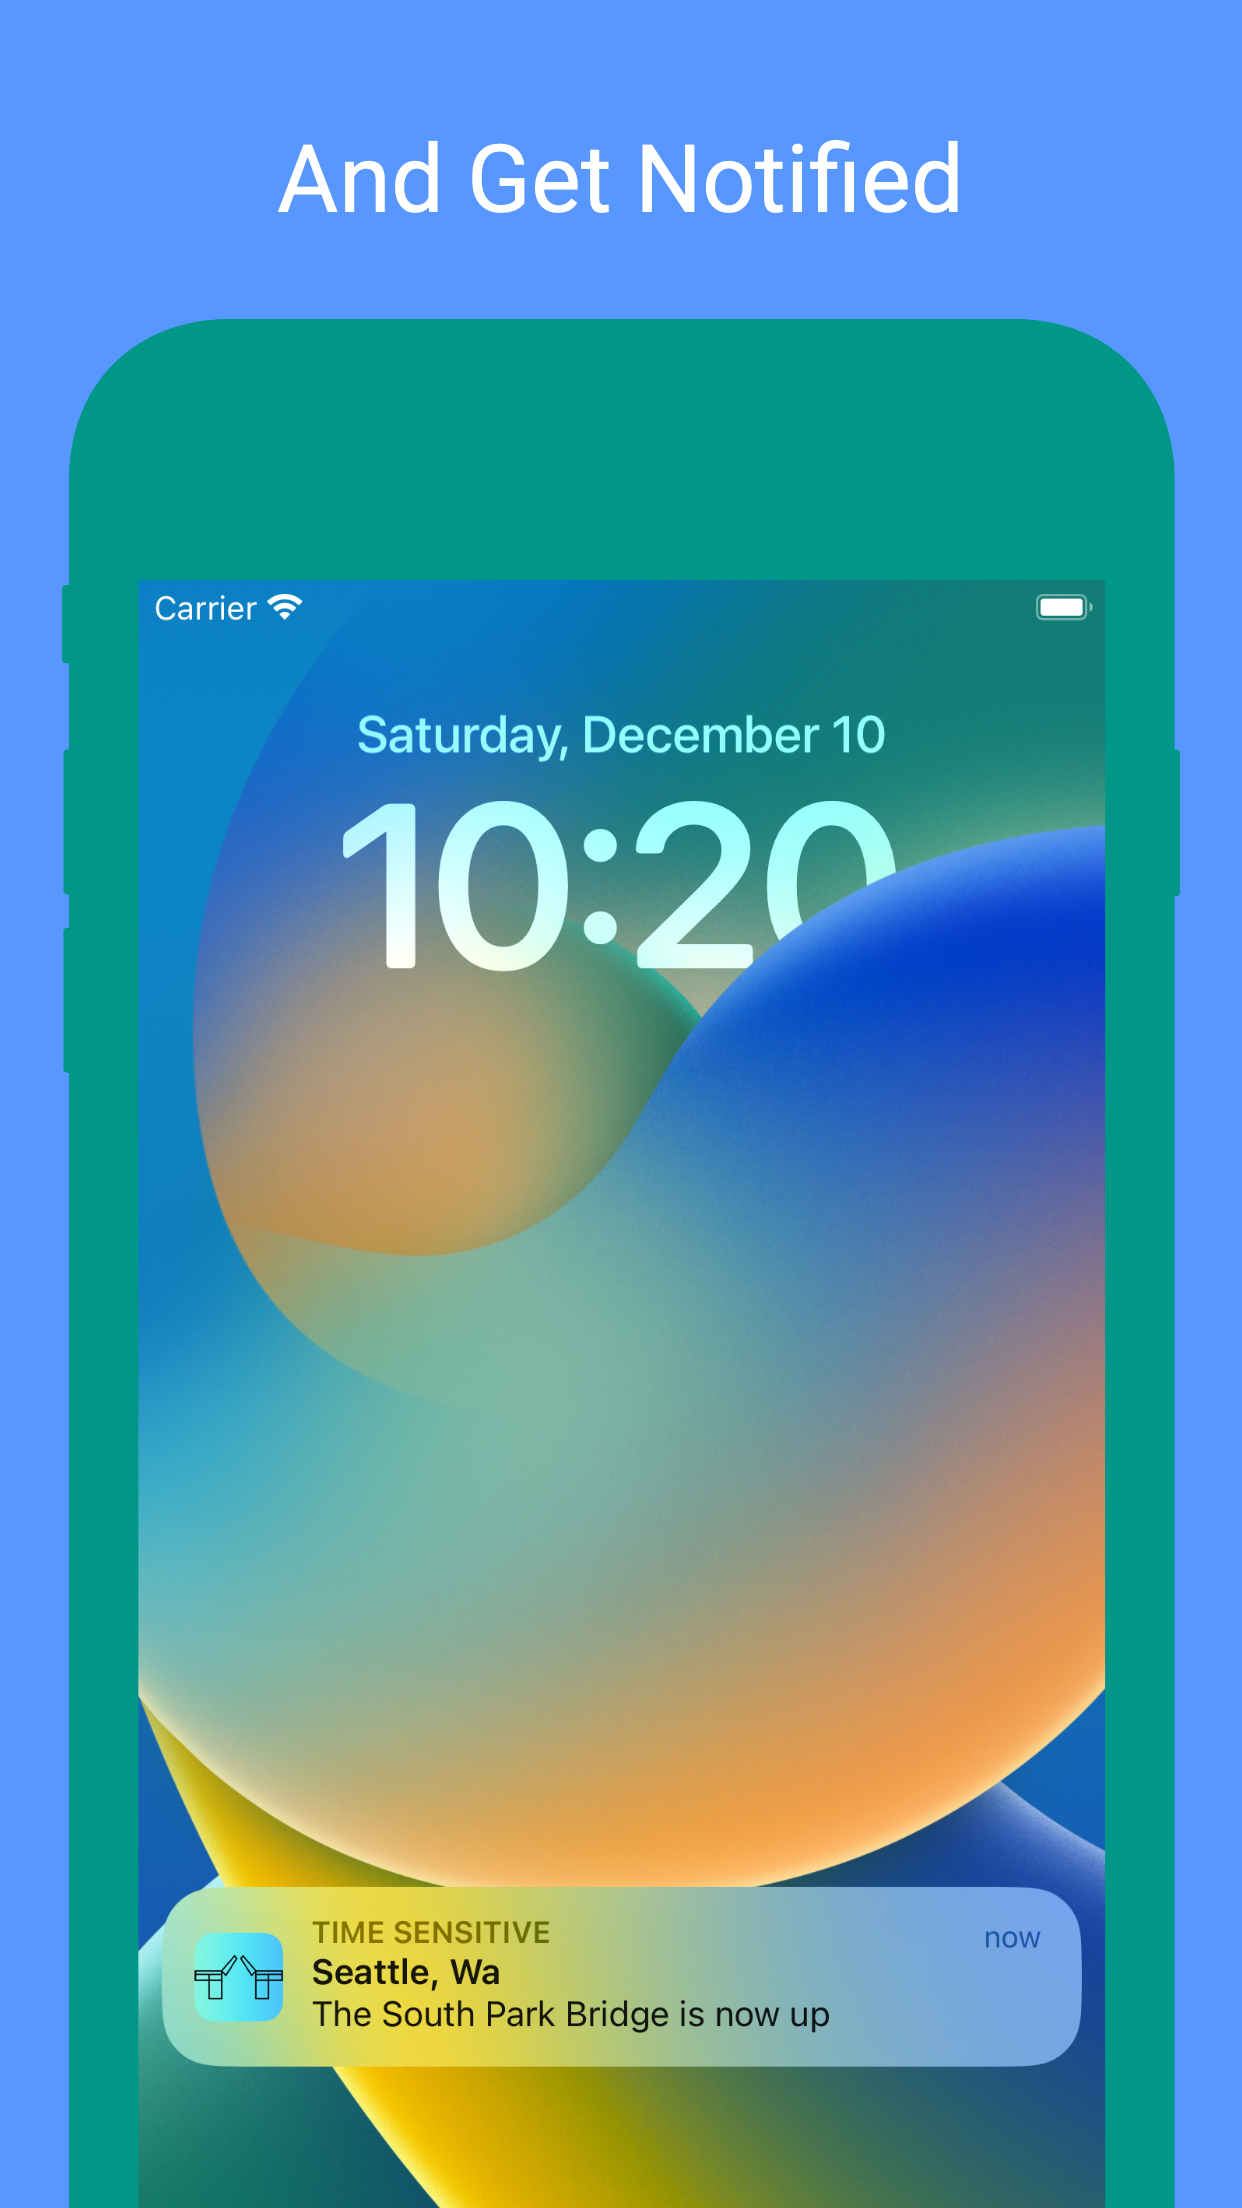 And Get Notified
Carrier
Saturday, December 10
10:20
TIME SENSITIVE
now
Seattle, Wa
The South Park Bridge is now up